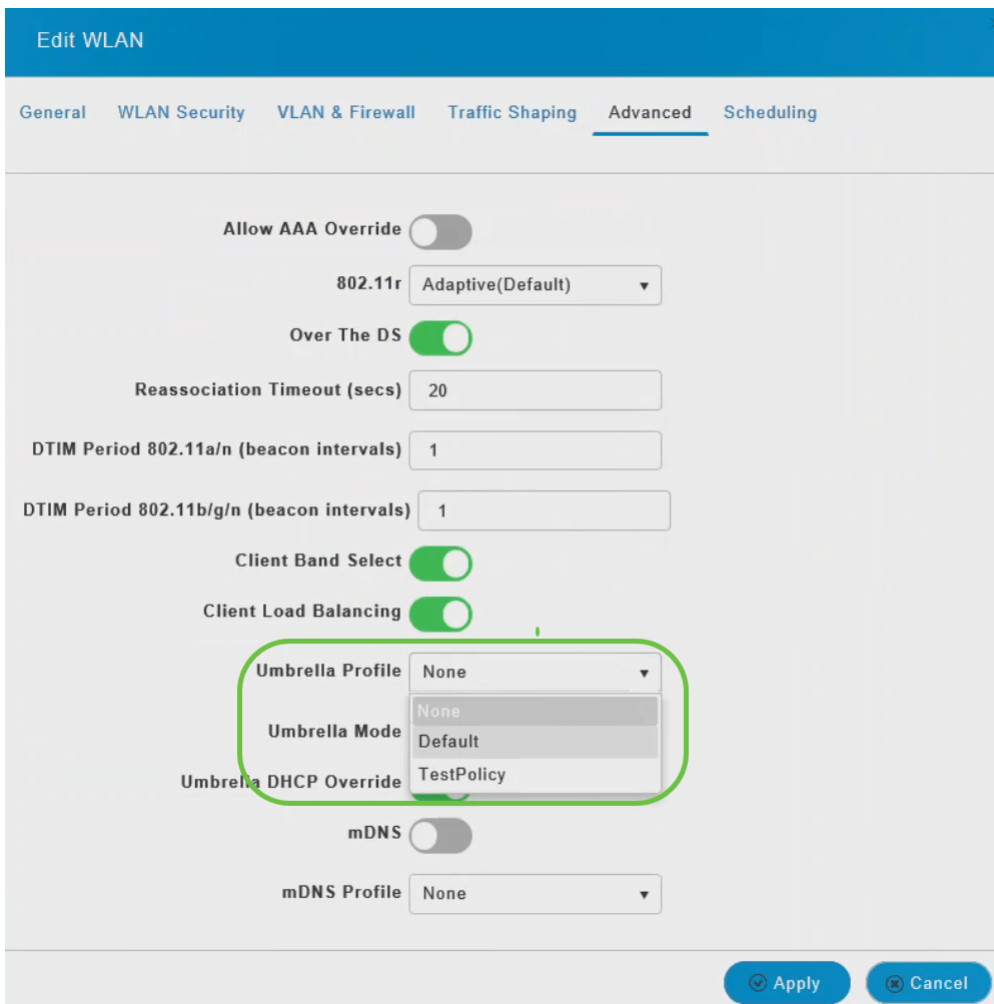 Edit WLAN
General WLAN Security VLAN & Firewall Traffic Shaping Advanced Scheduling
Allow AAA Override
802.11r Adaptive(Default)
Over The DS
Reassociation Timeout (secs) 20
DTIM Period 802.11a/n (beacon intervals) 1
DTIM Period 802.11b/g/n (beacon intervals) 1
Client Band Select
Client Load Balancing
Umbrella Profile None
None
Umbrella Mode Default
Umbrella DHCP Override TestPolicy
mDNS
mDNS Profile None
Apply Cancel